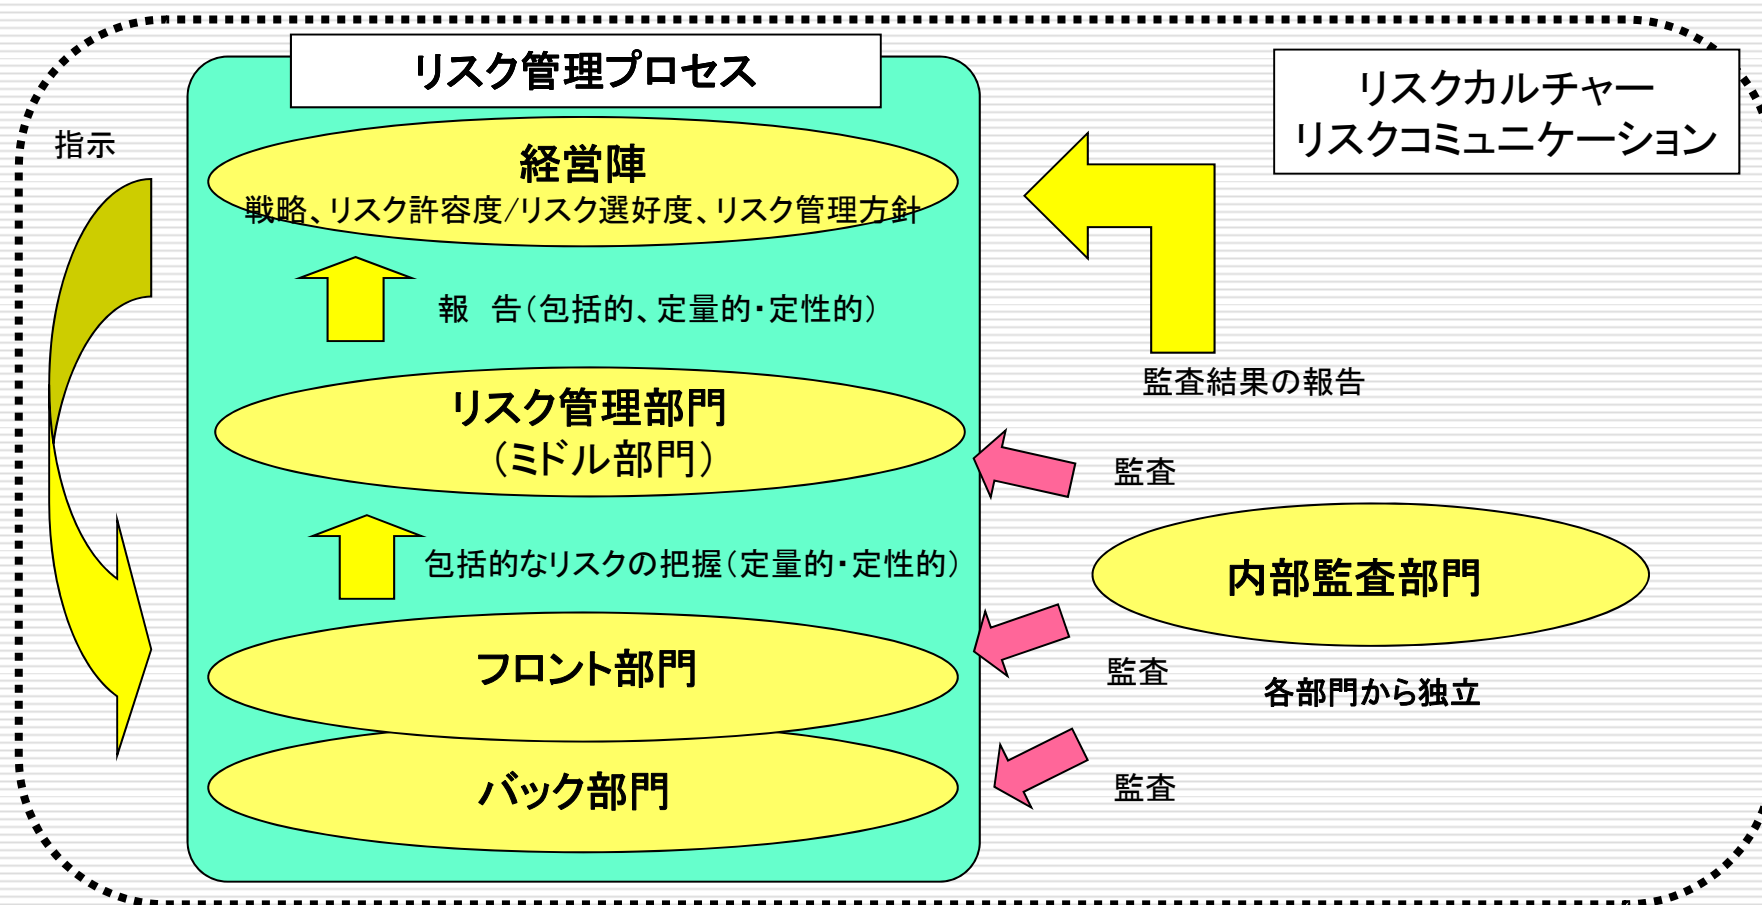 リスク管理プロセス
リスクカルチャー
リスクコミュニケーション
指示
経営陣
戦略、リスク許容度/リスク選好度、リスク管理方針
報　告(包括的、定量的・定性的)
監査結果の報告
リスク管理部門
(ミドル部門)
監査
包括的なリスクの把握(定量的・定性的)
内部監査部門
フロント部門
監査
各部門から独立
バック部門
監査